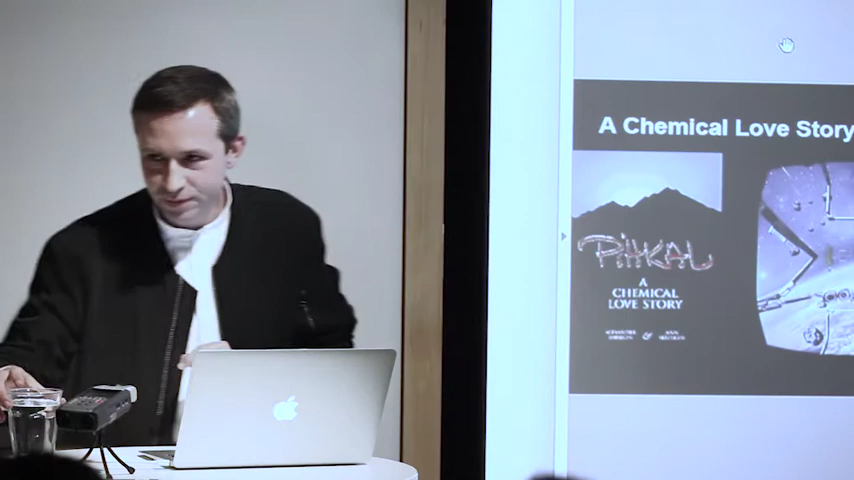 A Chemical Love Story
PiHKAL
A
CHEMICAL
LOVE STORY
&